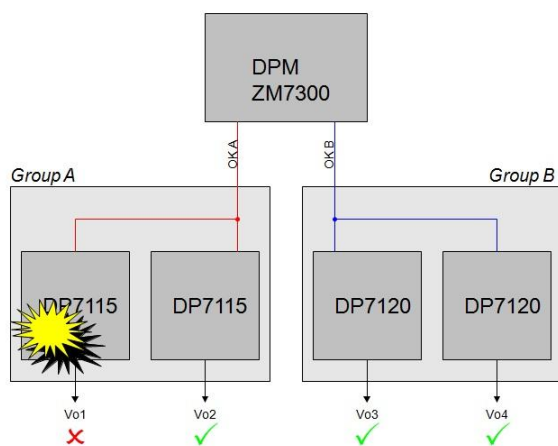 DPM
ZM7300
OK A
OK B
Group A
Group B
DP7115
DP7115
DP7120
DP7120
Vo1
Vo2
Vo3
Vo4